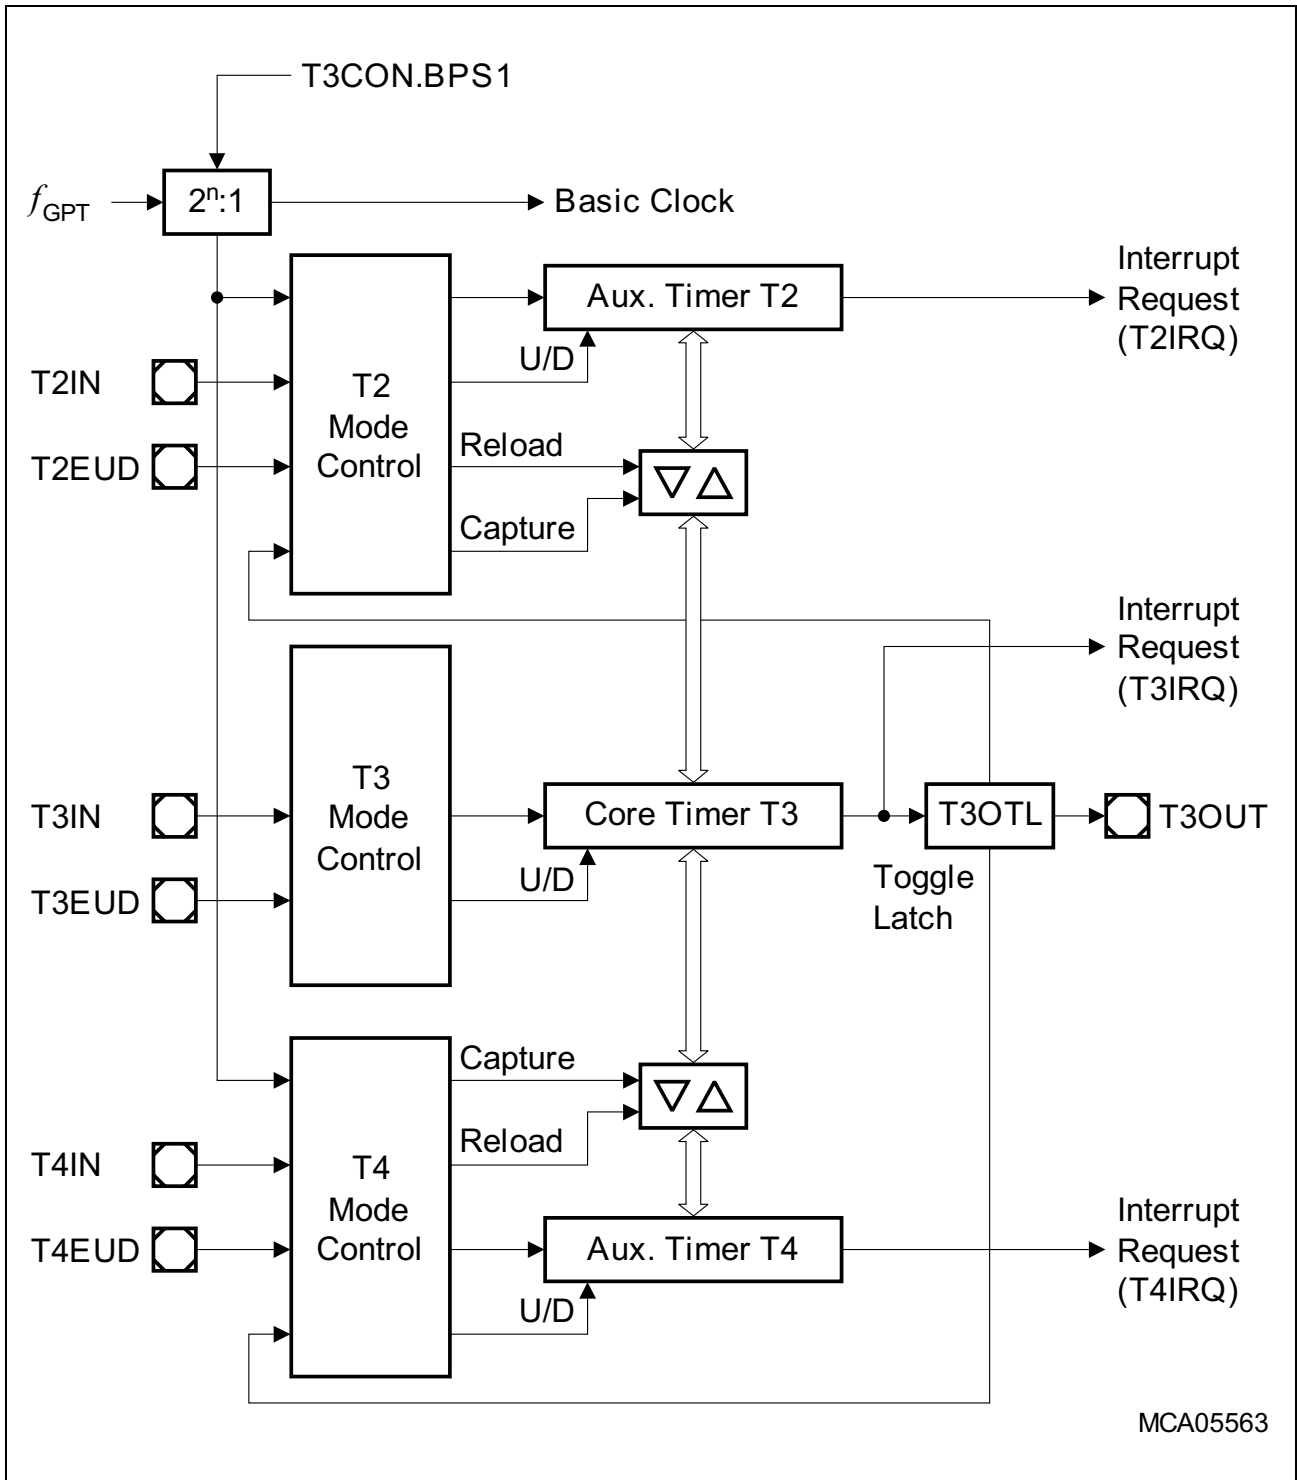 T3CON.BPS1
fGPT
2ⁿ:1
Basic Clock
Interrupt
Request
(T2IRQ)
Aux. Timer T2
U/D
T2IN
T2EUD
T2
Mode
Control
Reload
Capture
Interrupt
Request
(T3IRQ)
T3IN
T3EUD
T3
Mode
Control
Core Timer T3
U/D
T3OTL
T3OUT
Toggle
Latch
Capture
Reload
T4IN
T4EUD
T4
Mode
Control
Aux. Timer T4
U/D
Interrupt
Request
(T4IRQ)
MCA05563